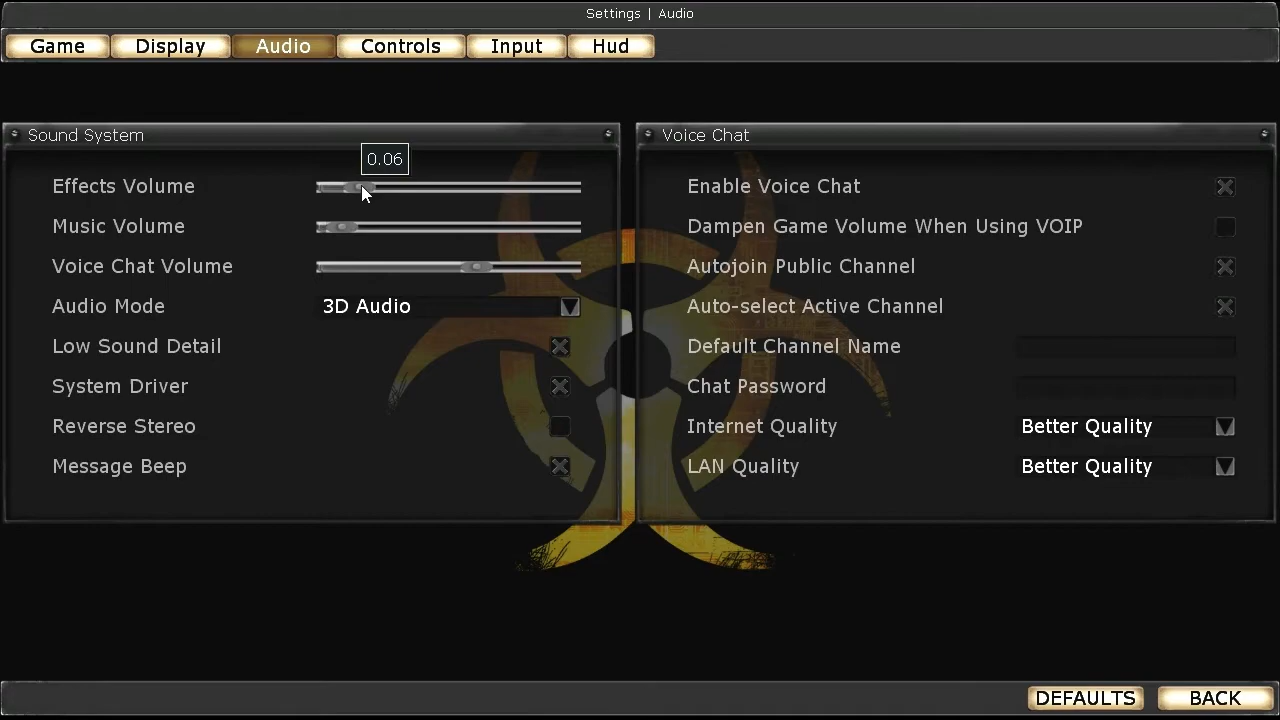 Settings | Audio
Game Display Audio Controls Input Hud
Sound System
0.06
Effects Volume
Music Volume
Voice Chat Volume
Audio Mode 3D Audio
Low Sound Detail
System Driver
Reverse Stereo
Message Beep
Voice Chat
Enable Voice Chat
Dampen Game Volume When Using VOIP
Autojoin Public Channel
Auto-select Active Channel
Default Channel Name
Chat Password
Internet Quality Better Quality
LAN Quality Better Quality
DEFAULTS BACK